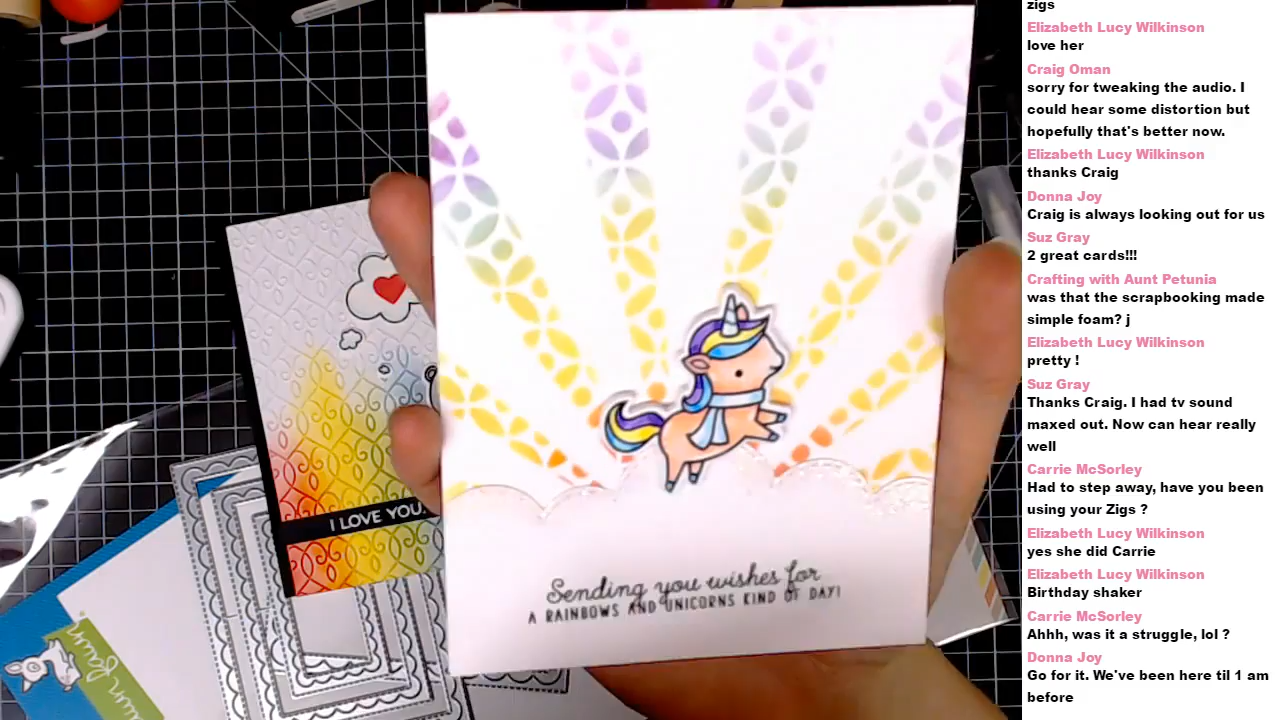 Sending you wishes for
A RAINBOWS AND UNICORNS KIND OF DAY!
I LOVE YOU.
zigs
Elizabeth Lucy Wilkinson
love her
Craig Oman
sorry for tweaking the audio. I
could hear some distortion but
hopefully that's better now.
Elizabeth Lucy Wilkinson
thanks Craig
Donna Joy
Craig is always looking out for us
Suz Gray
2 great cards!!!
Crafting with Aunt Petunia
was that the scrapbooking made
simple foam? j
Elizabeth Lucy Wilkinson
pretty !
Suz Gray
Thanks Craig. I had tv sound
maxed out. Now can hear really
well
Carrie McSorley
Had to step away, have you been
using your Zigs ?
Elizabeth Lucy Wilkinson
yes she did Carrie
Elizabeth Lucy Wilkinson
Birthday shaker
Carrie McSorley
Ahhh, was it a struggle, lol ?
Donna Joy
Go for it. We've been here til 1 am
before